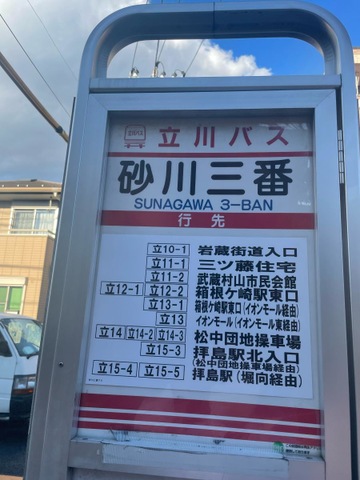 立川バス
砂川三番
SUNAGAWA 3-BAN
行先
立10-1 岩蔵街道入口
立11-1 三ツ藤住宅
立11-2 武蔵村山市民会館
立12-1 立12-2 箱根ケ崎駅東口
立13-1 箱根ケ崎駅東口(イオンモール経由)
立13 イオンモール(イオンモール東経由)
立14 立14-2 立14-3 松中団地操車場
立15-3 拝島駅北入口
(松中団地操車場経由)
立15-4 立15-5 拝島駅(堀向経由)